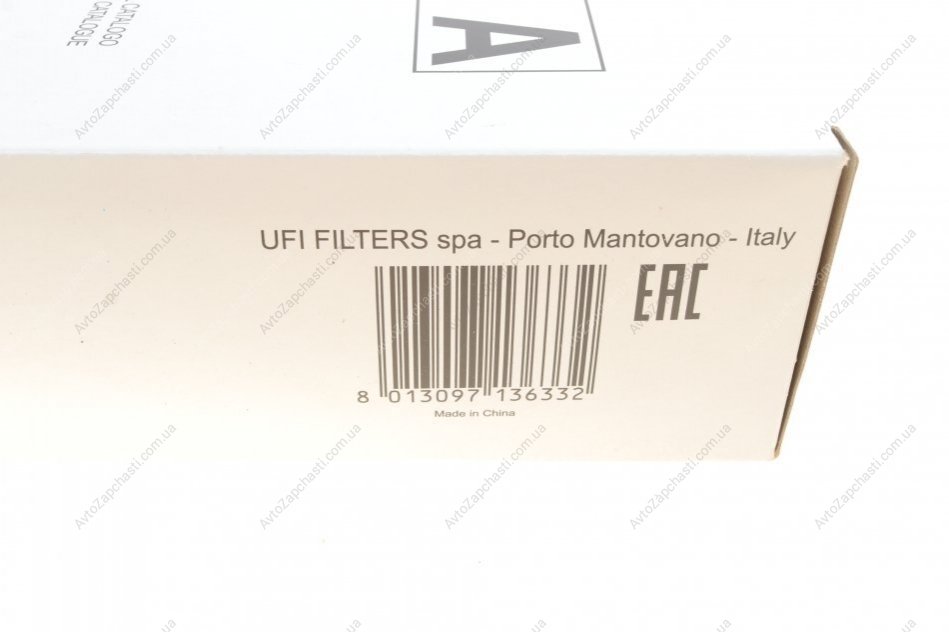 - CATALOGO
CATALOGUE
A
UFI FILTERS spa - Porto Mantovano - Italy
EAC
8 013097 136332
Made in China
AvtoZapchasti.com.ua